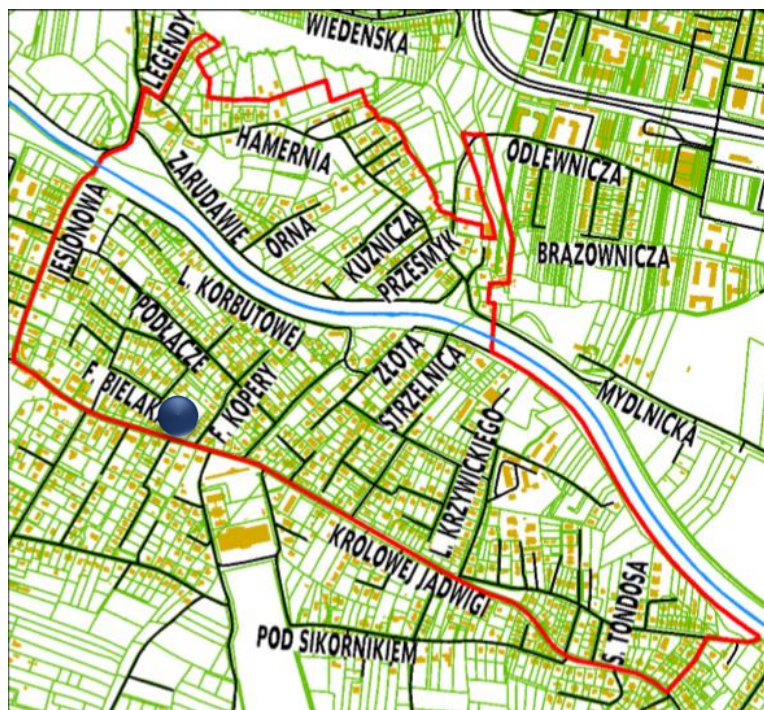 WIEDEŃSKA
LEGENDY
HAMERNIA
ODLEWNICZA
ZARUDAWIE
ORNA
KUŹNICZA
PRZESMYK
BRĄZOWNICZA
JESIONOWA
L. KORBUTOWEJ
PODŁĄCZE
ZŁOTA
STRZELNICA
F. BIELAK
F. KOPERY
MYDLNICKA
L. KRZYWICKIEGO
KRÓLOWEJ JADWIGI
S. TONDOSA
POD SIKORNIKIEM